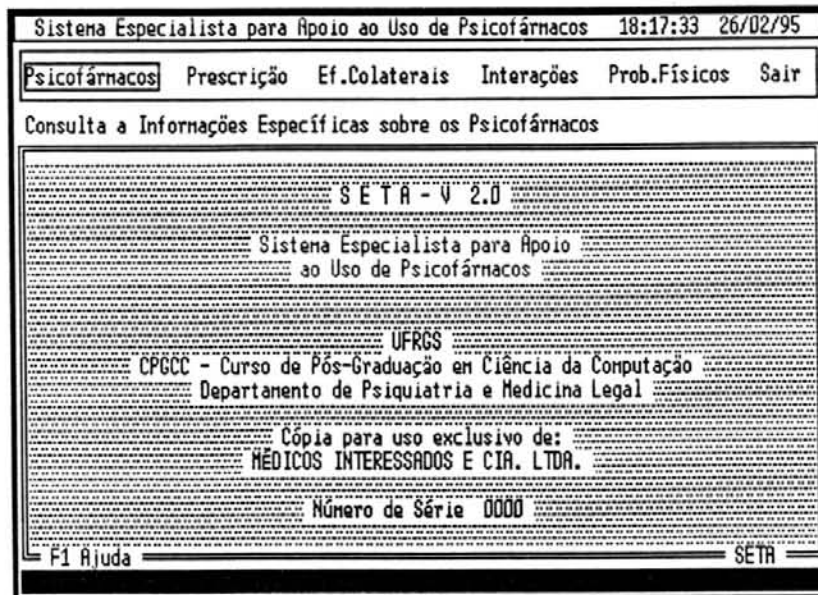 Sistema Especialista para Apoio ao Uso de Psicofármacos 18:17:33 26/02/95
Psicofármacos Prescrição Ef.Colaterais Interações Prob.Físicos Sair
Consulta a Informações Específicas sobre os Psicofármacos
S E T A - V 2.0
Sistema Especialista para Apoio
ao Uso de Psicofármacos
UFRGS
CPGCC - Curso de Pós-Graduação em Ciência da Computação
Departamento de Psiquiatria e Medicina Legal
Cópia para uso exclusivo de:
MÉDICOS INTERESSADOS E CIA. LTDA.
Número de Série 0000
F1 Ajuda SETA